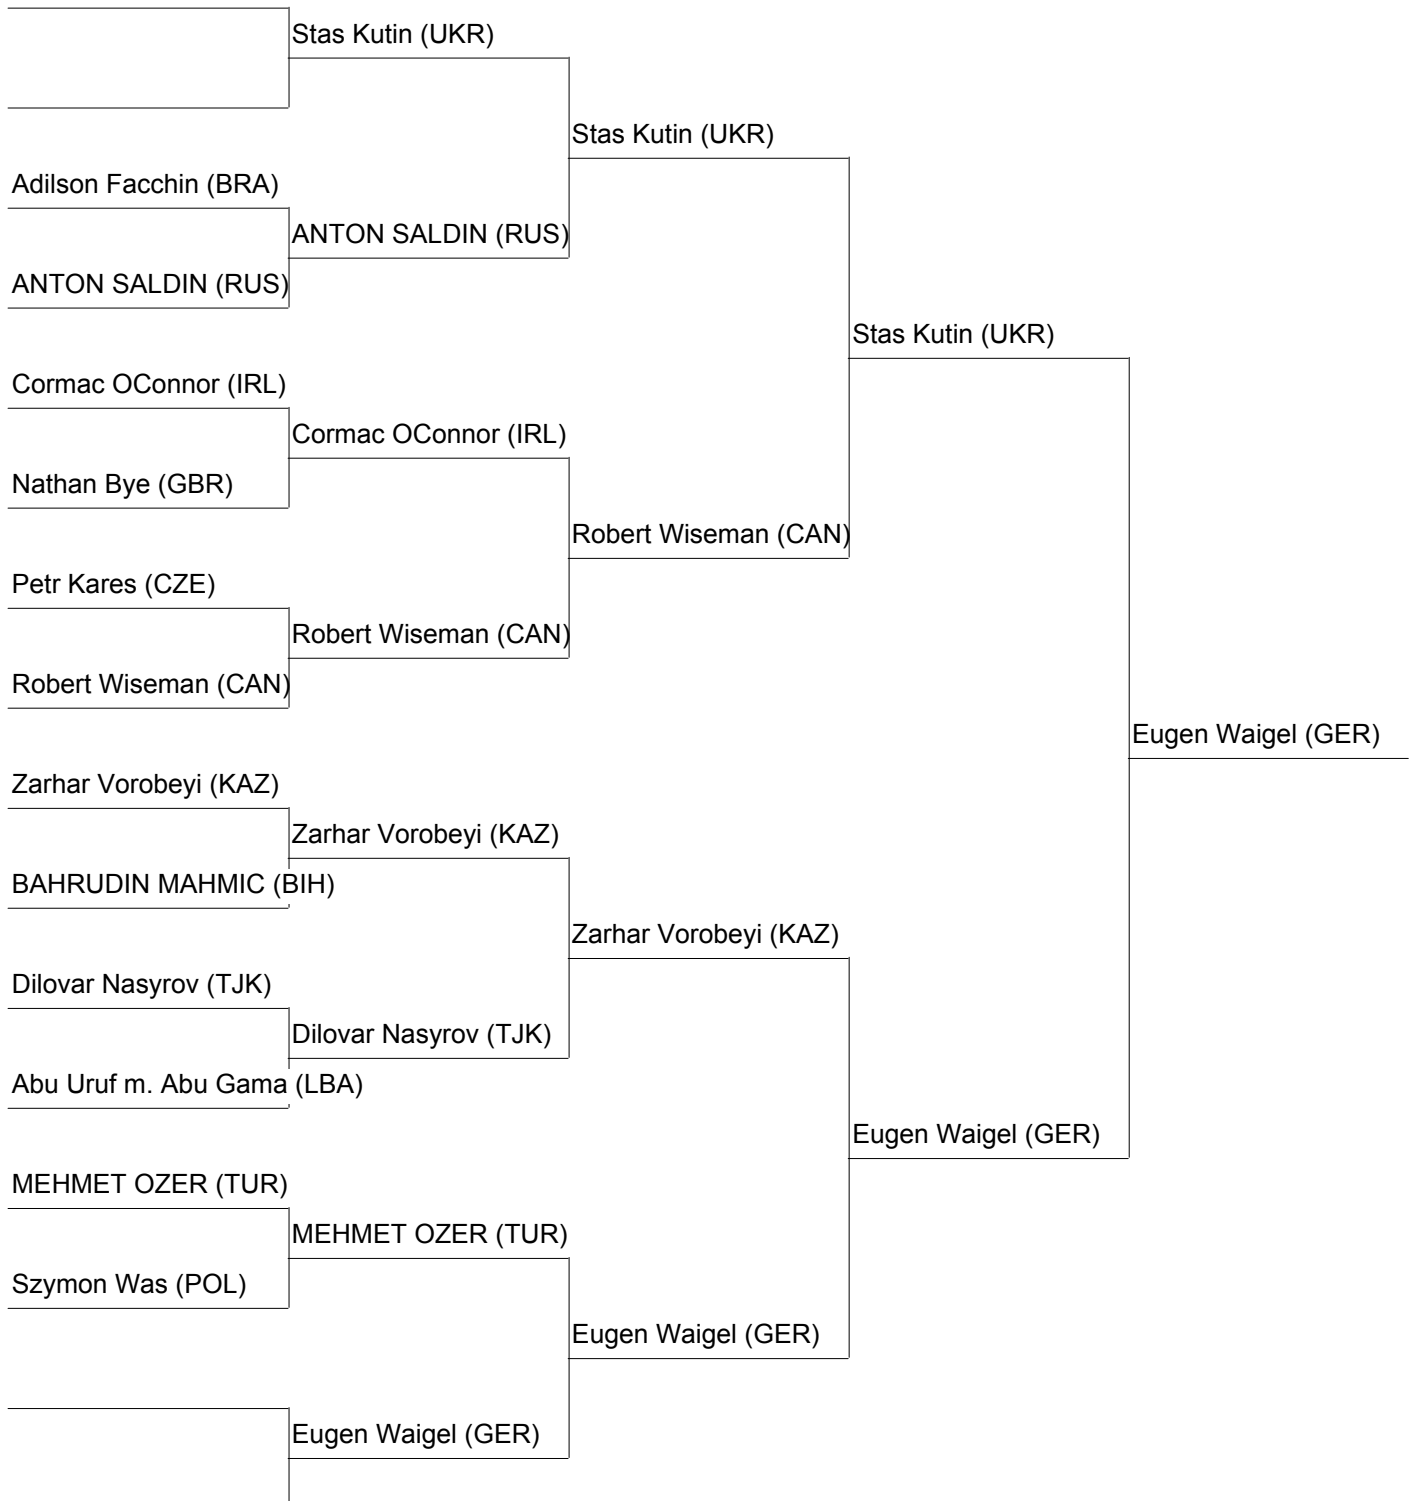 Stas Kutin (UKR)
Stas Kutin (UKR)
Adilson Facchin (BRA)
ANTON SALDIN (RUS)
ANTON SALDIN (RUS)
Stas Kutin (UKR)
Cormac OConnor (IRL)
Cormac OConnor (IRL)
Nathan Bye (GBR)
Robert Wiseman (CAN)
Petr Kares (CZE)
Robert Wiseman (CAN)
Robert Wiseman (CAN)
Eugen Waigel (GER)
Zarhar Vorobeyi (KAZ)
Zarhar Vorobeyi (KAZ)
BAHRUDIN MAHMIC (BIH)
Zarhar Vorobeyi (KAZ)
Dilovar Nasyrov (TJK)
Dilovar Nasyrov (TJK)
Abu Uruf m. Abu Gama (LBA)
Eugen Waigel (GER)
MEHMET OZER (TUR)
MEHMET OZER (TUR)
Szymon Was (POL)
Eugen Waigel (GER)
Eugen Waigel (GER)